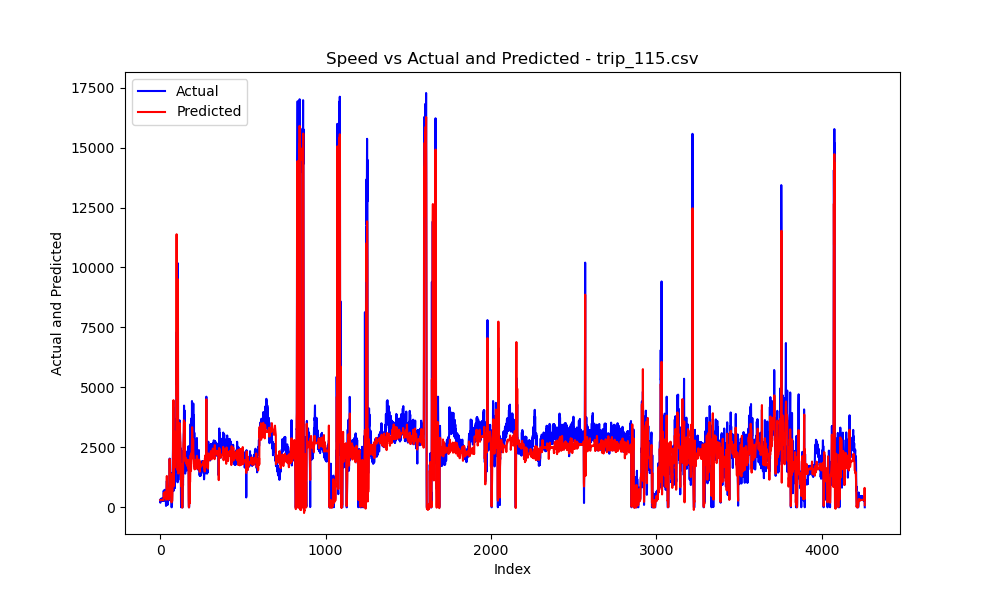 Speed vs Actual and Predicted - trip_115.csv
Actual
Predicted
17500
15000
12500
10000
7500
5000
2500
0
Actual and Predicted
0
1000
2000
3000
4000
Index